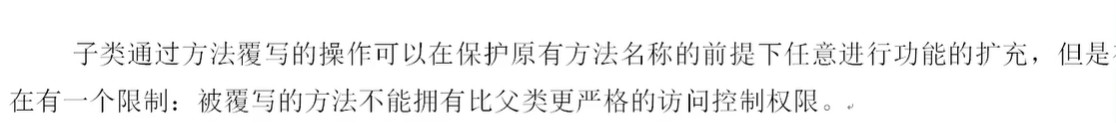 子类通过方法覆写的操作可以在保护原有方法名称的前提下任意进行功能的扩充，但是
在有一个限制：被覆写的方法不能拥有比父类更严格的访问控制权限。